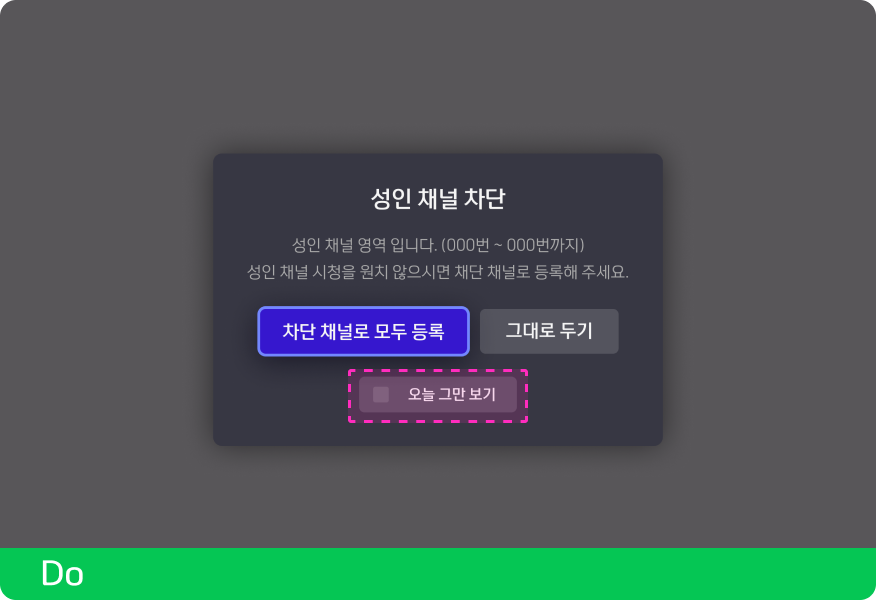 성인 채널 차단
성인 채널 영역 입니다. (000번 ~ 000번까지)
성인 채널 시청을 원치 않으시면 채단 채널로 등록해 주세요.
차단 채널로 모두 등록
그대로 두기
오늘 그만 보기
Do